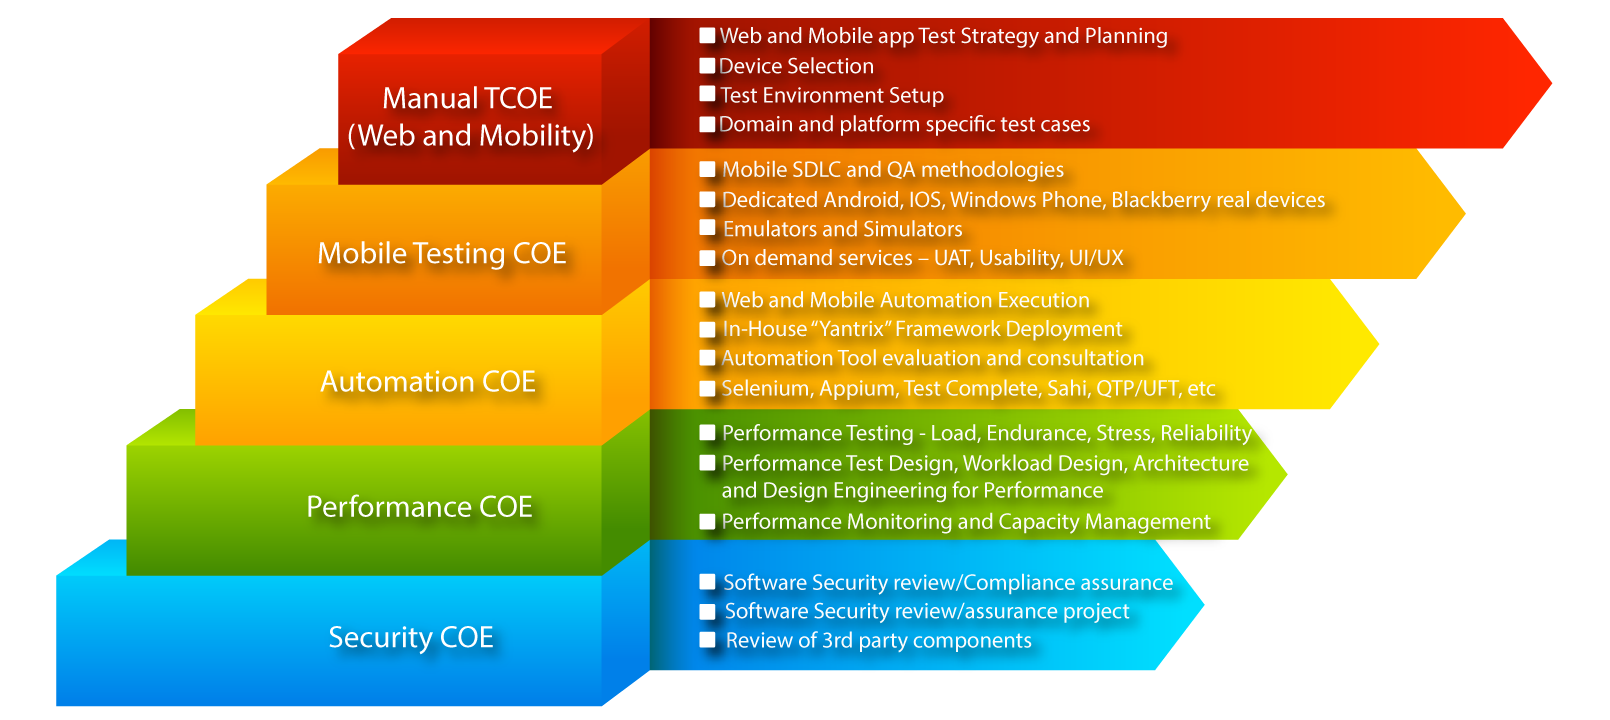 Manual TCOE
(Web and Mobility)
Web and Mobile app Test Strategy and Planning
Device Selection
Test Environment Setup
Domain and platform specific test cases
Mobile Testing COE
Mobile SDLC and QA methodologies
Dedicated Android, IOS, Windows Phone, Blackberry real devices
Emulators and Simulators
On demand services – UAT, Usability, UI/UX
Automation COE
Web and Mobile Automation Execution
In-House “Yantrix” Framework Deployment
Automation Tool evaluation and consultation
Selenium, Appium, Test Complete, Sahi, QTP/UFT, etc
Performance COE
Performance Testing - Load, Endurance, Stress, Reliability
Performance Test Design, Workload Design, Architecture
and Design Engineering for Performance
Performance Monitoring and Capacity Management
Security COE
Software Security review/Compliance assurance
Software Security review/assurance project
Review of 3rd party components